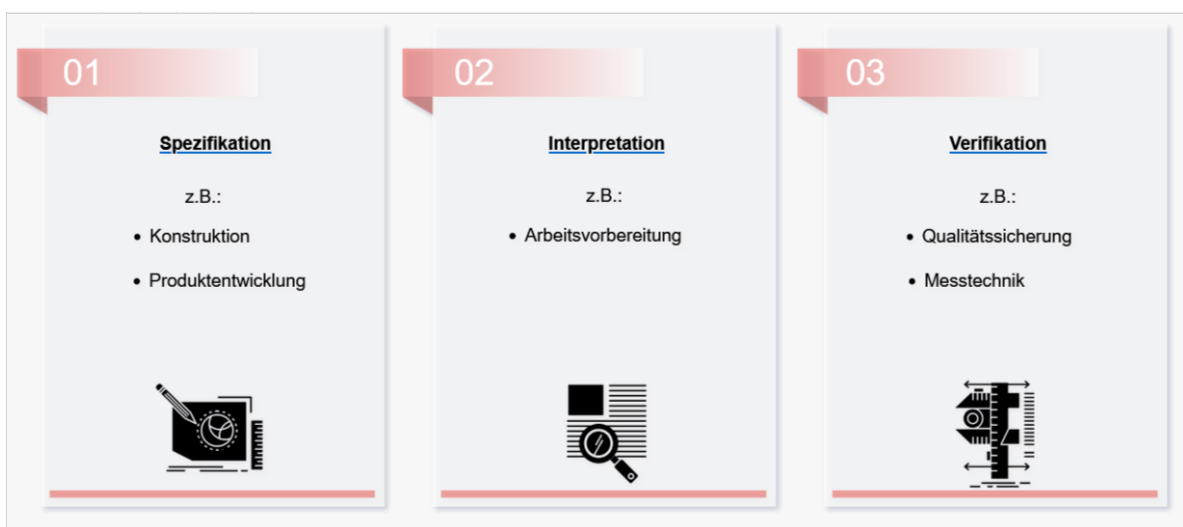 01
Spezifikation
z.B.:
• Konstruktion
• Produktentwicklung
02
Interpretation
z.B.:
• Arbeitsvorbereitung
03
Verifikation
z.B.:
• Qualitätssicherung
• Messtechnik